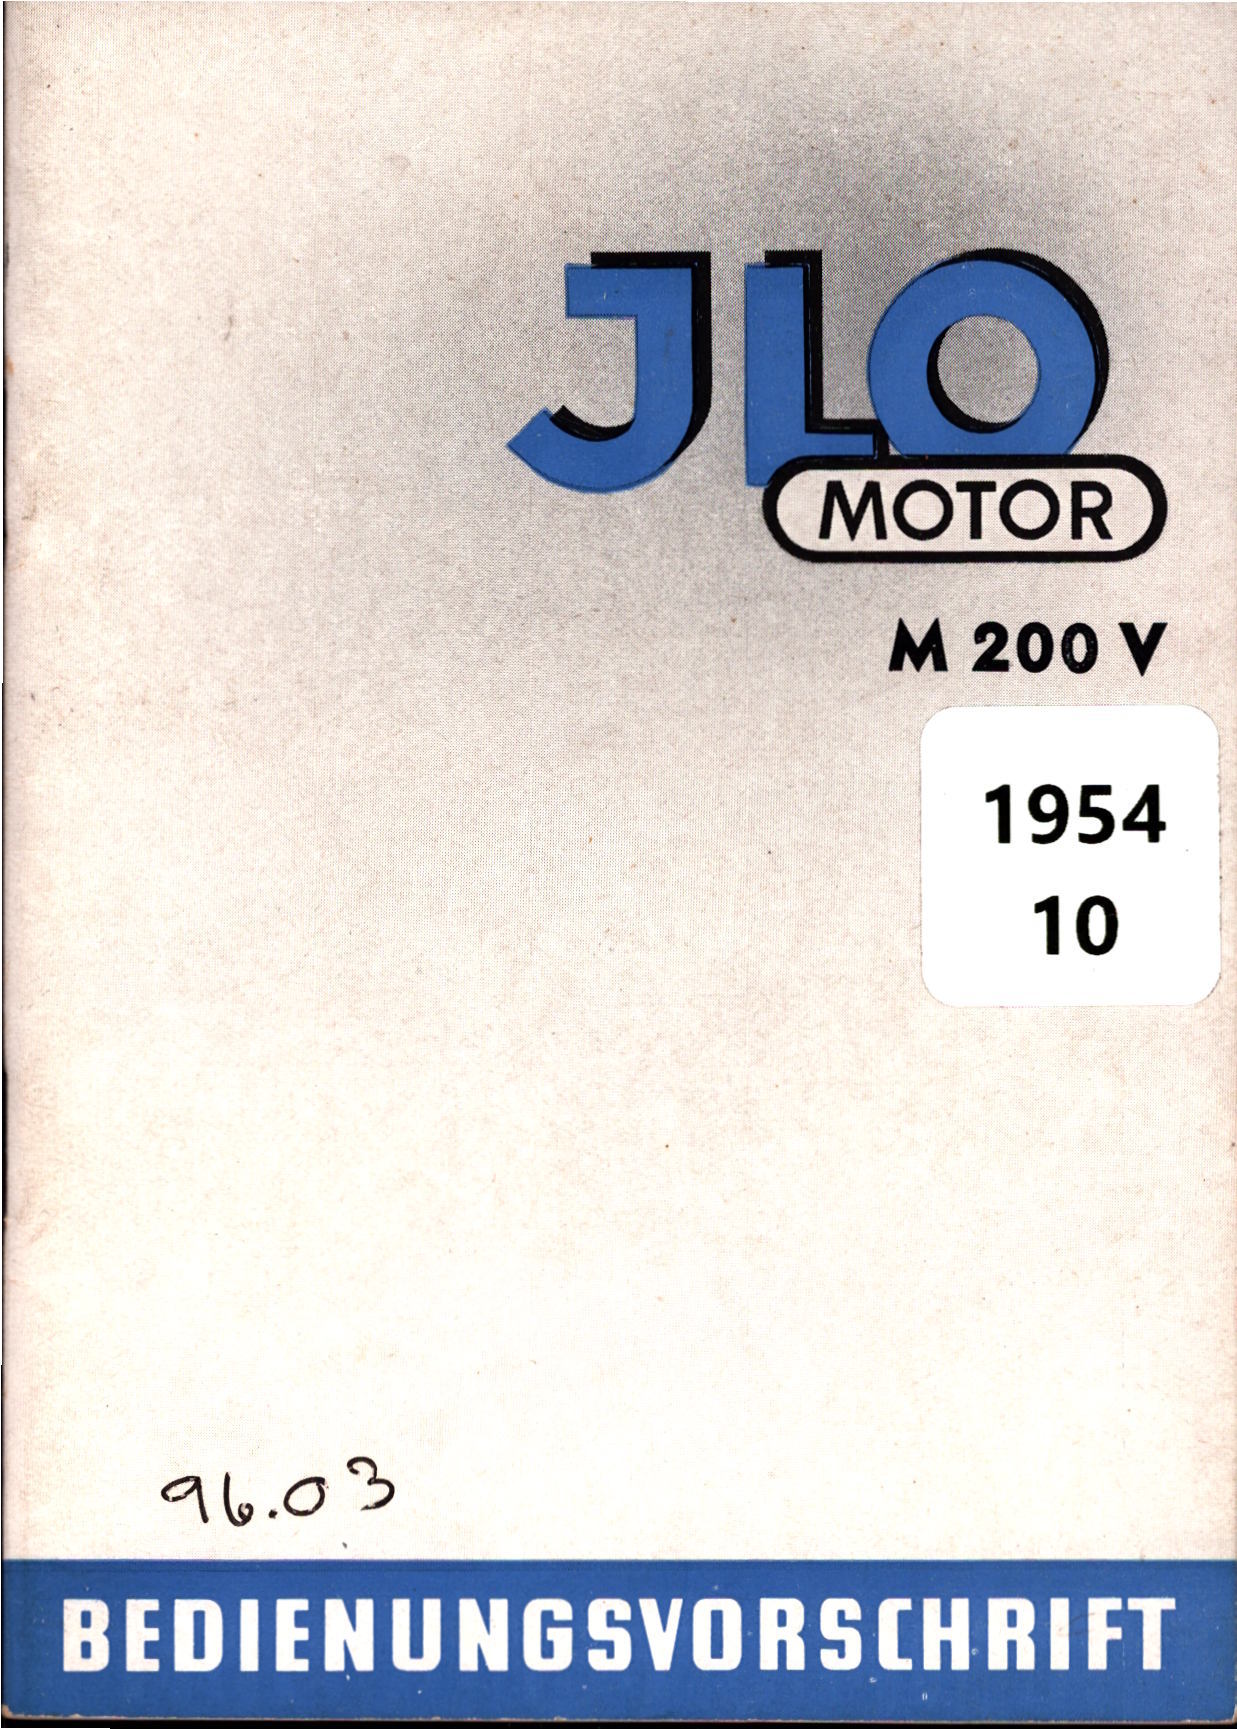 JLO
MOTOR
M 200 V
1954
10
96.03
BEDIENUNGSVORSCHRIFT